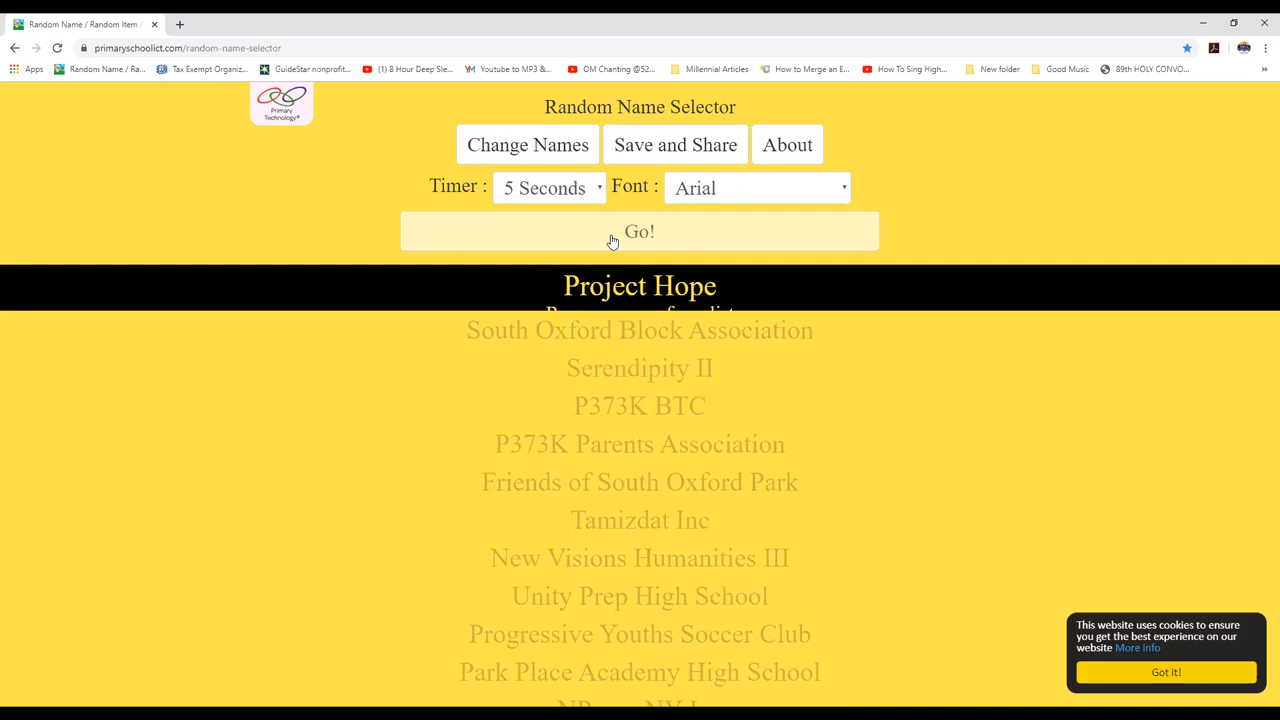 Random Name / Random Item /
primaryschoolict.com/random-name-selector
Apps
Random Name / Ra...
Tax Exempt Organiz...
GuideStar nonprofit...
(1) 8 Hour Deep Sle...
Youtube to MP3 &...
OM Chanting @52...
Millennial Articles
How to Merge an E...
How To Sing High...
New folder
Good Music
89th HOLY CONVO...
»
Primary
Technology®
Random Name Selector
Change Names
Save and Share
About
Timer : 5 Seconds Font : Arial
Go!
Project Hope
South Oxford Block Association
Serendipity II
P373K BTC
P373K Parents Association
Friends of South Oxford Park
Tamizdat Inc
New Visions Humanities III
Unity Prep High School
Progressive Youths Soccer Club
Park Place Academy High School
This website uses cookies to ensure
you get the best experience on our
website More info
Got it!